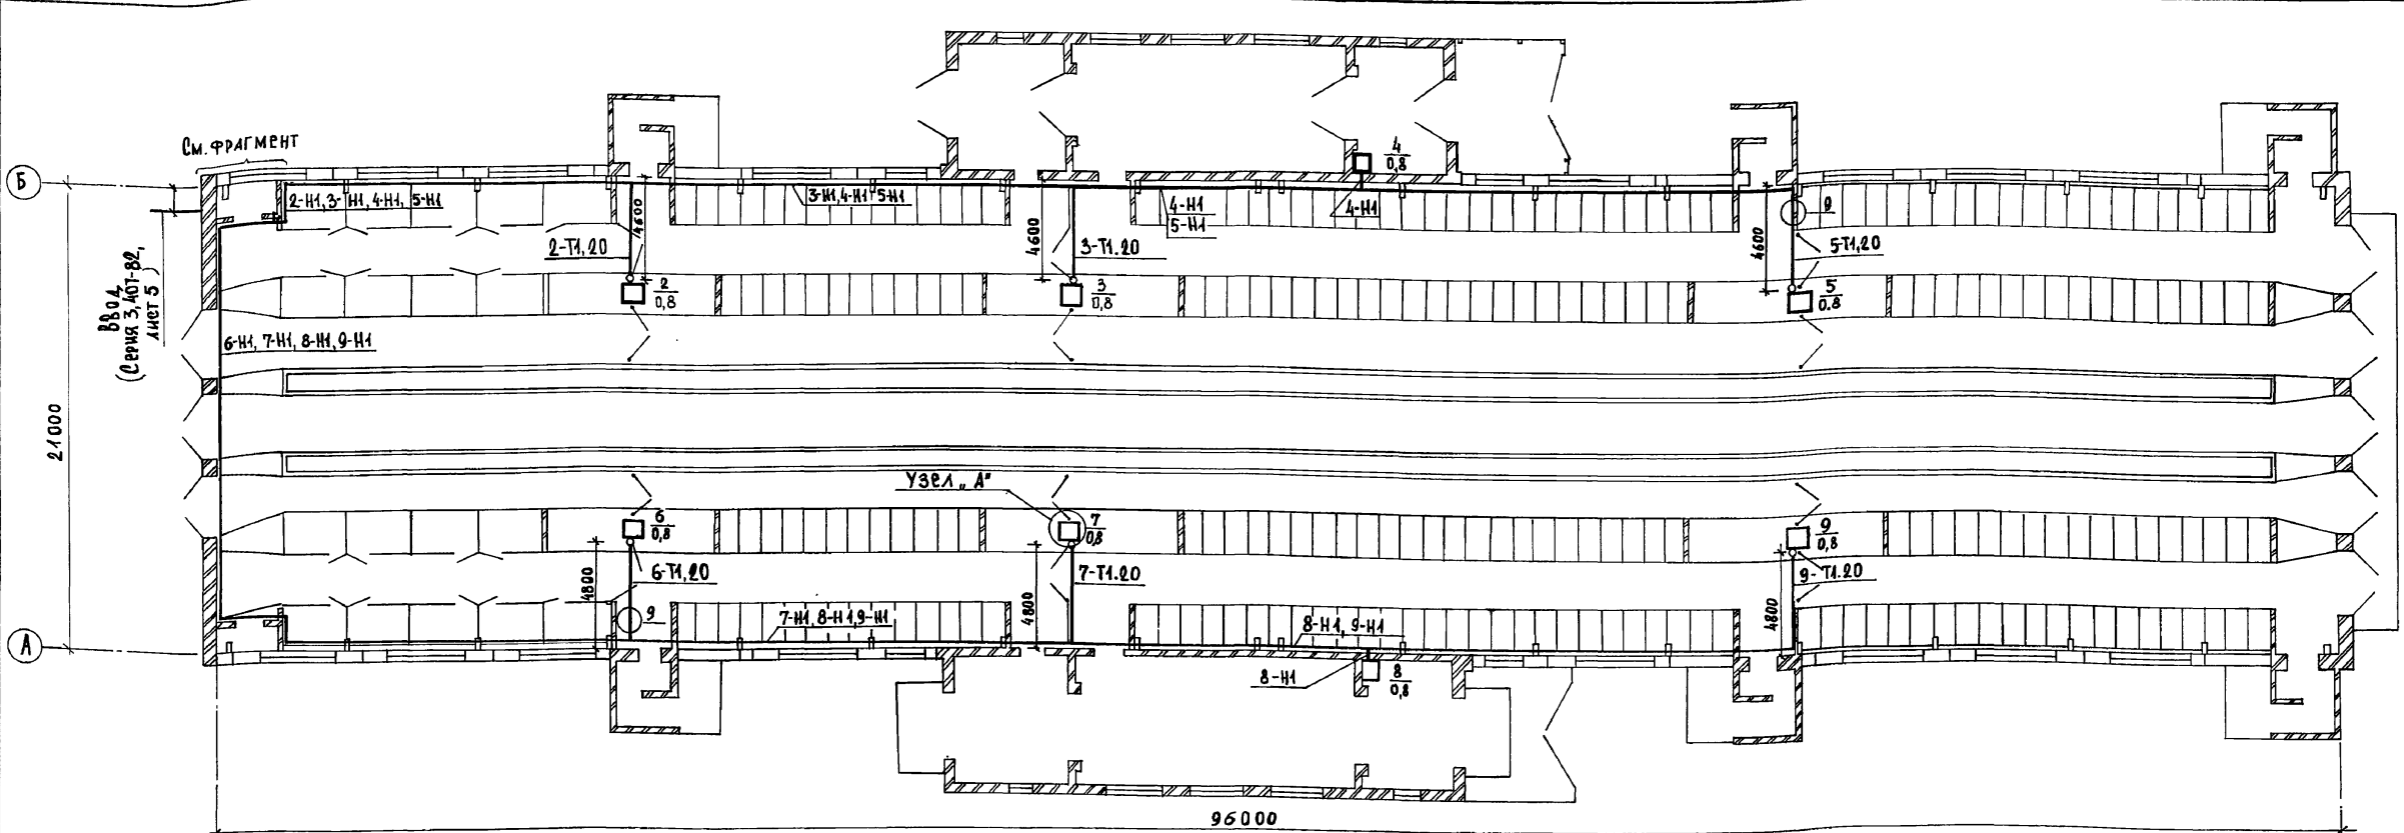 См. ФРАГМЕНТ
Б
2-Н1, 3-Н1, 4-Н1, 5-Н1
3-Н1, 4-Н1, 5-Н1
4
0,8
4-Н1
5-Н1
4-Н1
9
4600
4600
4600
2-Т1,20
3-Т1.20
5-Т1,20
2
0,8
3
0,8
5
0.8
ВВОД
(Серия 3,407-82,
лист 5)
6-Н1, 7-Н1, 8-Н1, 9-Н1
21000
УЗЕЛ „А"
6
0,8
7
0,8
9
0,8
4800
4800
4800
6-Т1,20
7-Т1.20
9-Т1.20
9
7-Н1, 8-Н1, 9-Н1
8-Н1, 9-Н1
А
8-Н1
8
0,8
96000